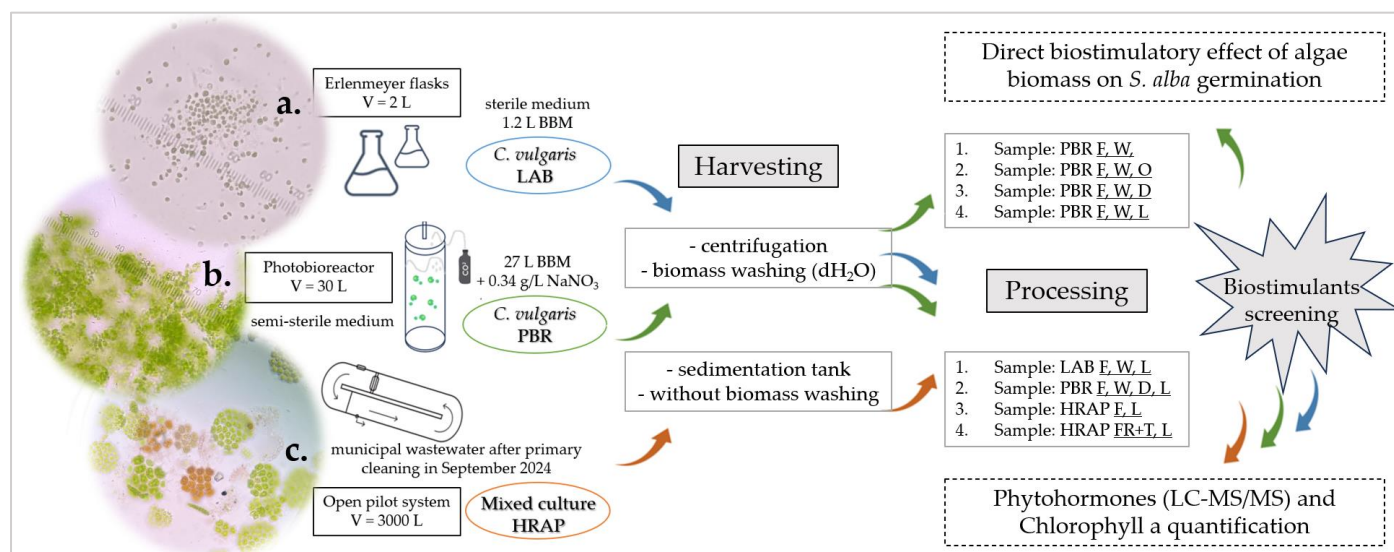 a.
Erlenmeyer flasks
V = 2 L
sterile medium
1.2 L BBM
C. vulgaris
LAB
b.
Photobioreactor
V = 30 L
semi-sterile medium
CO²
27 L BBM
+ 0.34 g/L NaNO₃
C. vulgaris
PBR
c.
municipal wastewater after primary
cleaning in September 2024
Open pilot system
V = 3000 L
Mixed culture
HRAP
Harvesting
- centrifugation
- biomass washing (dH₂O)
- sedimentation tank
- without biomass washing
Direct biostimulatory effect of algae
biomass on S. alba germination
1. Sample: PBR F, W,
2. Sample: PBR F, W, O
3. Sample: PBR F, W, D
4. Sample: PBR F, W, L
Processing
1. Sample: LAB F, W, L
2. Sample: PBR F, W, D, L
3. Sample: HRAP F, L
4. Sample: HRAP FR+T, L
Biostimulants
screening
Phytohormones (LC-MS/MS) and
Chlorophyll a quantification